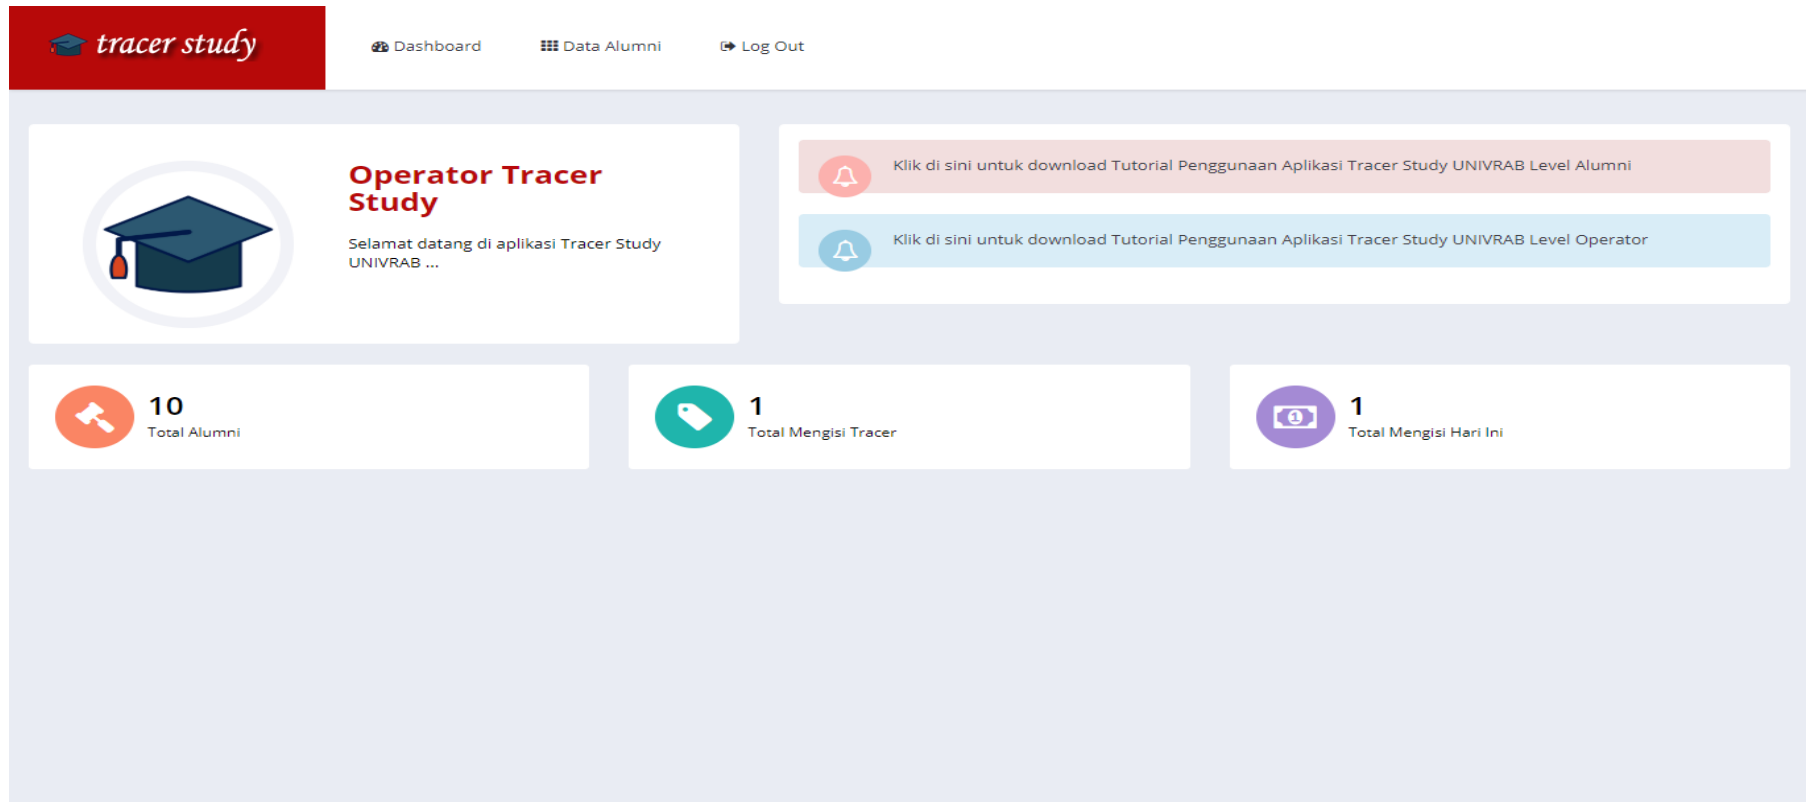 tracer study
Dashboard
Data Alumni
Log Out
Operator Tracer
Study
Selamat datang di aplikasi Tracer Study
UNIVRAB ...
Klik di sini untuk download Tutorial Penggunaan Aplikasi Tracer Study UNIVRAB Level Alumni
Klik di sini untuk download Tutorial Penggunaan Aplikasi Tracer Study UNIVRAB Level Operator
10
Total Alumni
1
Total Mengisi Tracer
1
1
Total Mengisi Hari Ini